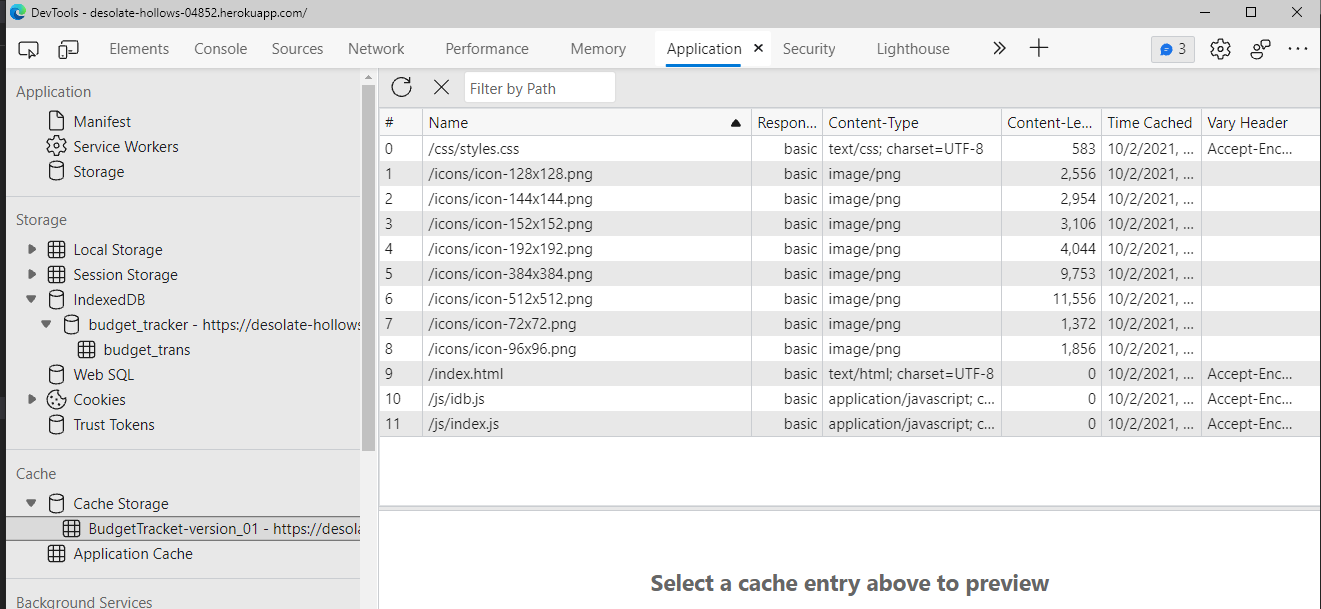 DevTools - desolate-hollows-04852.herokuapp.com/
Elements Console Sources Network Performance Memory Application Security Lighthouse 3
Application
Manifest
Service Workers
Storage
Storage
Local Storage
Session Storage
IndexedDB
budget_tracker - https://desolate-hollows
budget_trans
Web SQL
Cookies
Trust Tokens
Cache
Cache Storage
BudgetTracket-version_01 - https://desola
Application Cache
Background Services
Filter by Path
# Name Respon... Content-Type Content-Le... Time Cached Vary Header
0 /css/styles.css basic text/css; charset=UTF-8 583 10/2/2021, ... Accept-Enc...
1 /icons/icon-128x128.png basic image/png 2,556 10/2/2021, ...
2 /icons/icon-144x144.png basic image/png 2,954 10/2/2021, ...
3 /icons/icon-152x152.png basic image/png 3,106 10/2/2021, ...
4 /icons/icon-192x192.png basic image/png 4,044 10/2/2021, ...
5 /icons/icon-384x384.png basic image/png 9,753 10/2/2021, ...
6 /icons/icon-512x512.png basic image/png 11,556 10/2/2021, ...
7 /icons/icon-72x72.png basic image/png 1,372 10/2/2021, ...
8 /icons/icon-96x96.png basic image/png 1,856 10/2/2021, ...
9 /index.html basic text/html; charset=UTF-8 0 10/2/2021, ... Accept-Enc...
10 /js/idb.js basic application/javascript; c... 0 10/2/2021, ... Accept-Enc...
11 /js/index.js basic application/javascript; c... 0 10/2/2021, ... Accept-Enc...
Select a cache entry above to preview